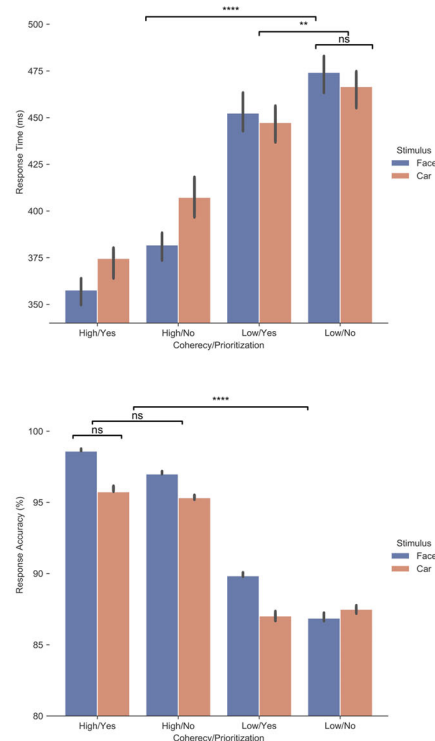 ****
**
ns
500
475
450
425
400
375
350
Response Time (ms)
Stimulus
Face
Car
High/Yes
High/No
Low/Yes
Low/No
Coherecy/Prioritization
****
ns
ns
100
95
90
85
80
Response Accuracy (%)
Stimulus
Face
Car
High/Yes
High/No
Low/Yes
Low/No
Coherecy/Prioritization